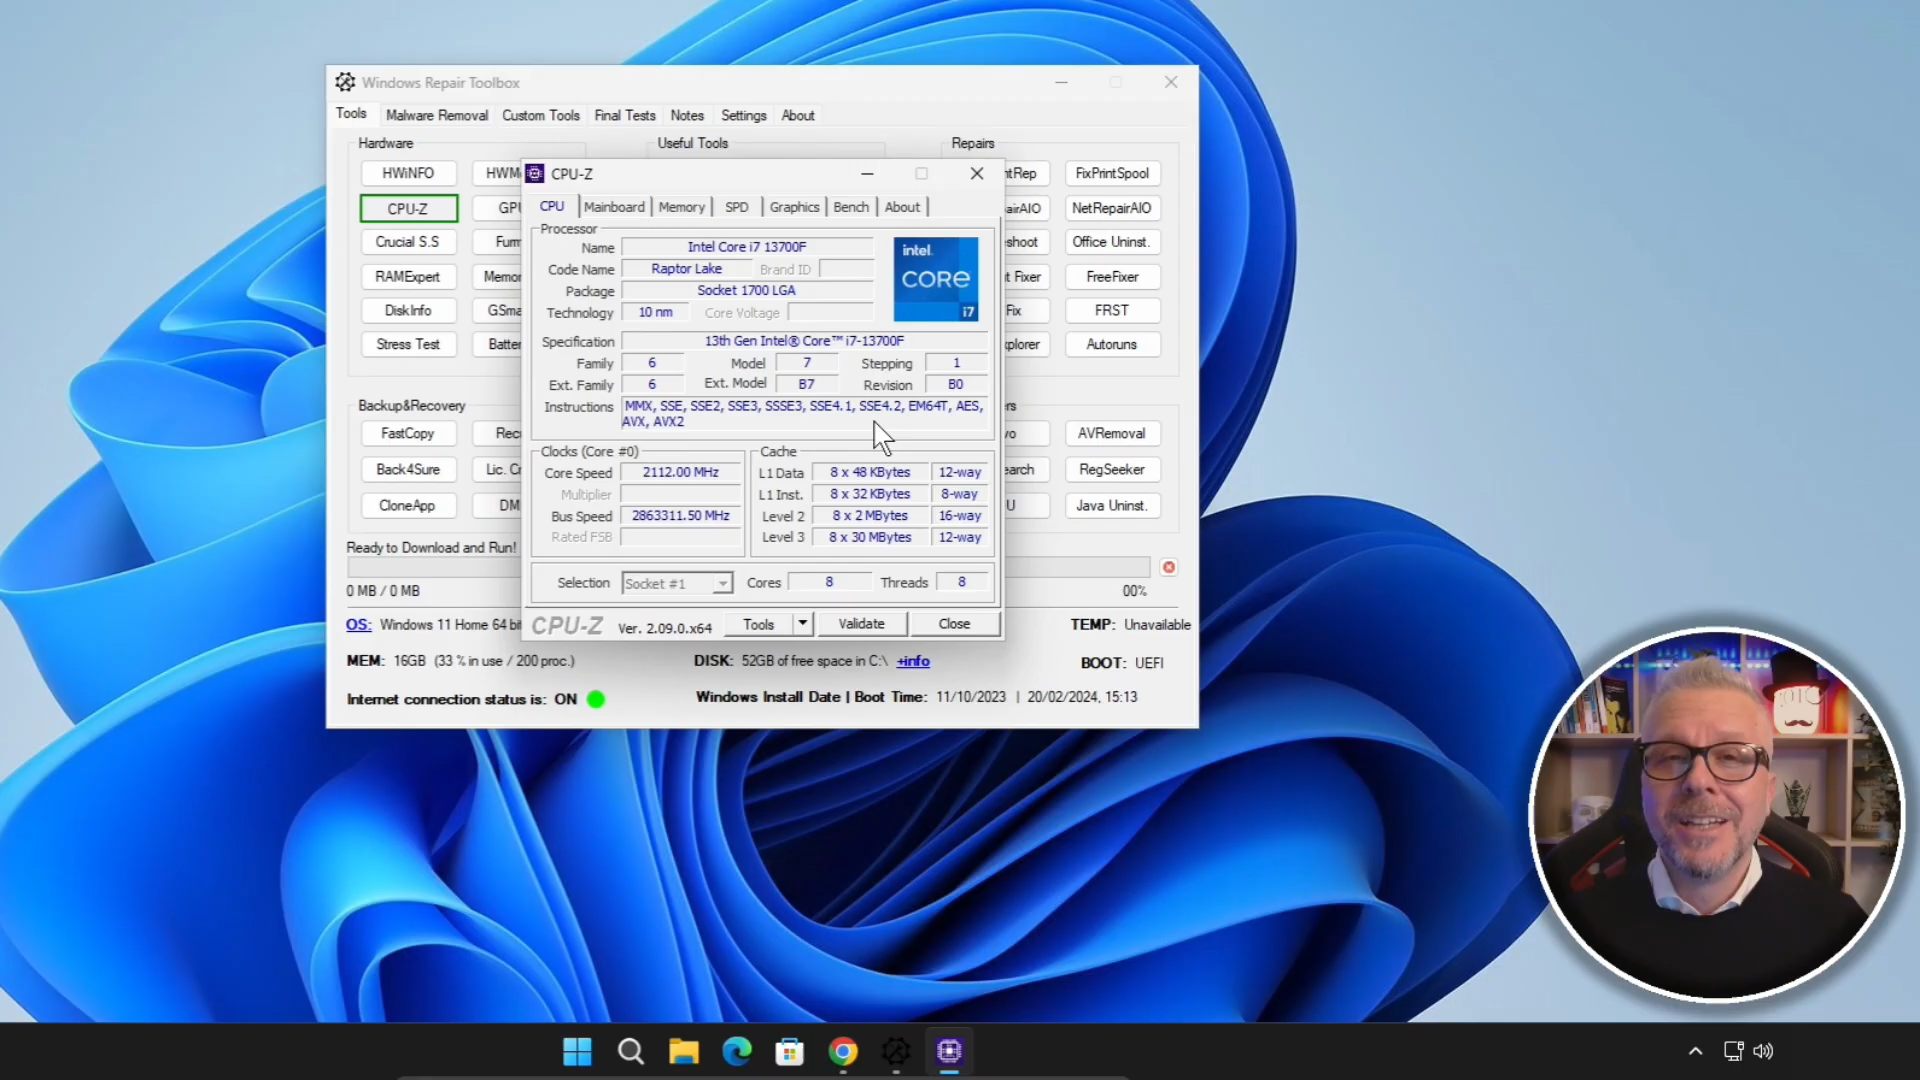 Windows Repair Toolbox
Tools Malware Removal Custom Tools Final Tests Notes Settings About
Hardware Useful Tools Repairs
HWiNFO
FixPrintSpool
CPU-Z
NetRepairAIO
Crucial S.S
Office Uninst.
RAMExpert
Fixer FreeFixer
DiskInfo
FRST
Stress Test
Autoruns
Backup&Recovery
FastCopy
AVRemoval
Back4Sure
RegSeeker
CloneApp
Java Uninst.
CPU-Z
CPU Mainboard Memory SPD Graphics Bench About
Processor
Name Intel Core i7 13700F
Code Name Raptor Lake Brand ID
Package Socket 1700 LGA
Technology 10 nm Core Voltage
intel.
CORE
i7
Specification 13th Gen Intel® Core™ i7-13700F
Family 6 Model 7 Stepping 1
Ext. Family 6 Ext. Model B7 Revision B0
Instructions MMX, SSE, SSE2, SSE3, SSSE3, SSE4.1, SSE4.2, EM64T, AES,
AVX, AVX2
Clocks (Core #0)
Core Speed 2112.00 MHz
Multiplier
Bus Speed 2863311.50 MHz
Rated FSB
Cache
L1 Data 8 x 48 KBytes 12-way
L1 Inst. 8 x 32 KBytes 8-way
Level 2 8 x 2 MBytes 16-way
Level 3 8 x 30 MBytes 12-way
Selection Socket #1 Cores 8 Threads 8
CPU-Z Ver. 2.09.0.x64 Tools Validate Close
Ready to Download and Run!
0 MB / 0 MB 00%
OS: Windows 11 Home 64 TEMP: Unavailable
MEM: 16GB (33 % in use / 200 proc.) DISK: 52GB of free space in C:\ +info BOOT: UEFI
Internet connection status is: ON Windows Install Date | Boot Time: 11/10/2023 | 20/02/2024, 15:13